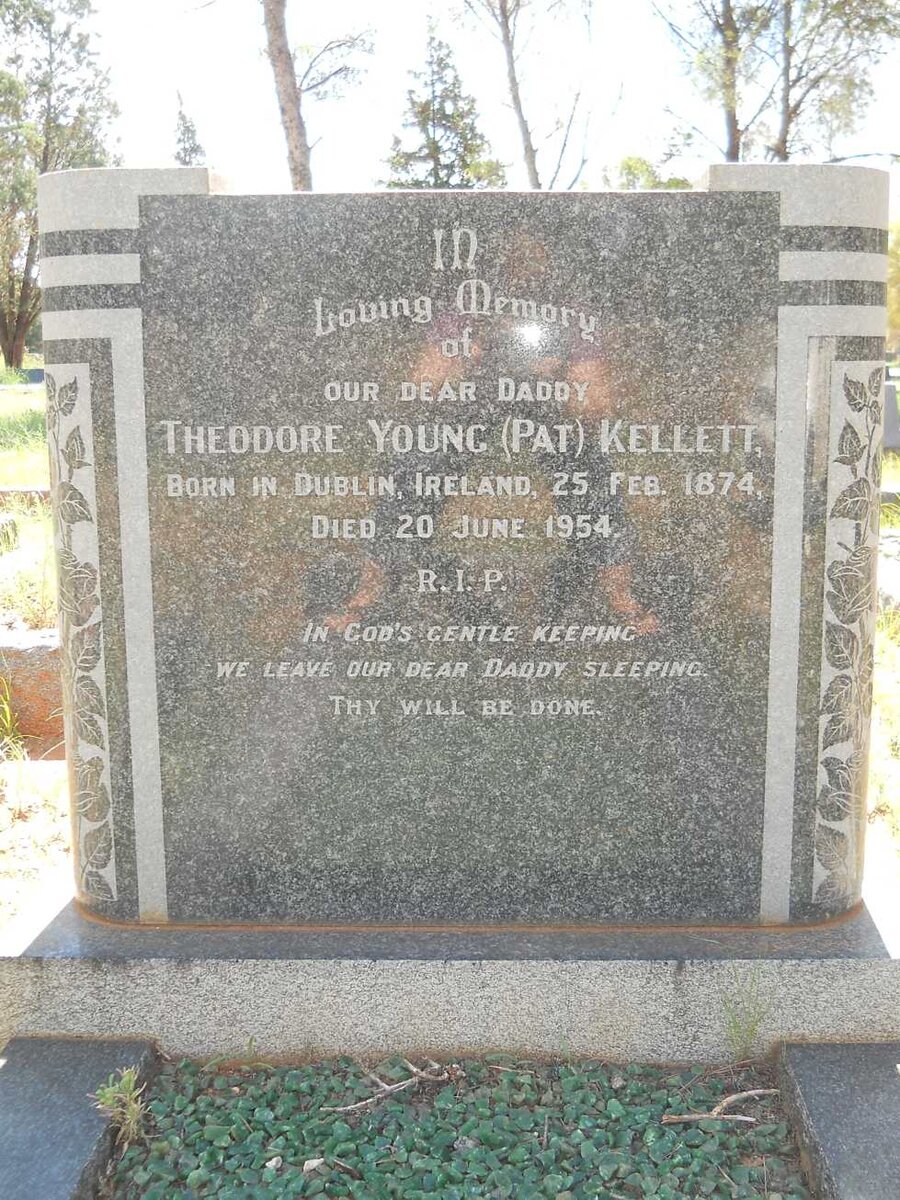 In
Loving Memory
of
OUR DEAR DADDY
THEODORE YOUNG (PAT) KELLETT,
BORN IN DUBLIN, IRELAND, 25 FEB. 1874,
DIED 20 JUNE 1954.
R.I.P.
IN GOD'S GENTLE KEEPING
WE LEAVE OUR DEAR DADDY SLEEPING.
THY WILL BE DONE.